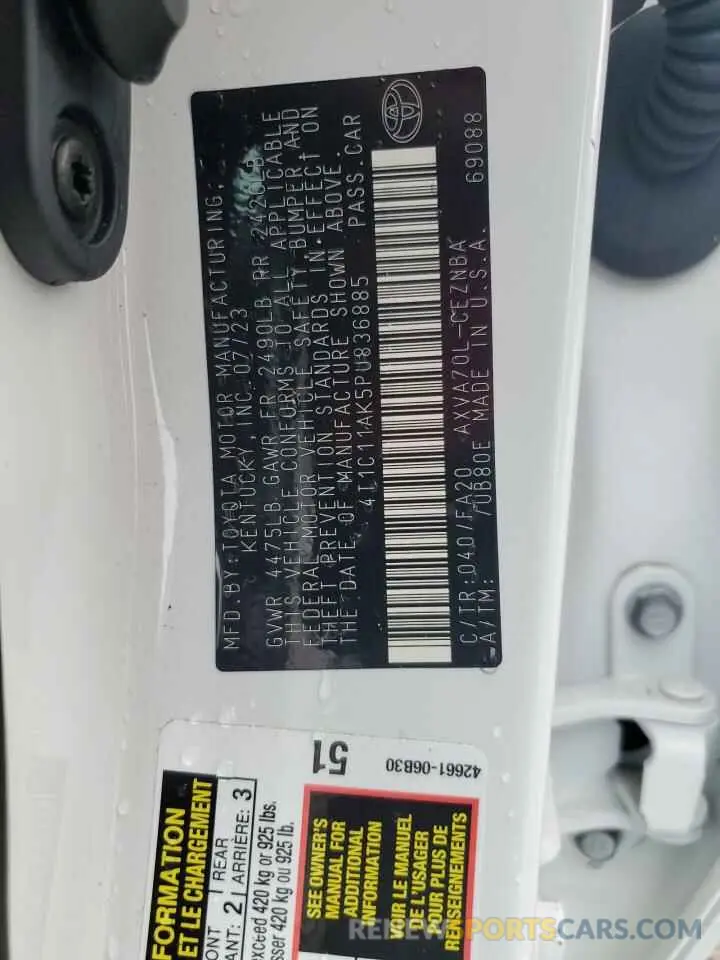 MFD. BY: TOYOTA MOTOR MANUFACTURING,
KENTUCKY, INC. 07/23
GVWR 4475LB GAWR FR 2490LB RR 2420LB
THIS VEHICLE CONFORMS TO ALL APPLICABLE
FEDERAL MOTOR VEHICLE SAFETY, BUMPER AND
THEFT PREVENTION STANDARDS IN EFFECT ON
THE DATE OF MANUFACTURE SHOWN ABOVE.
4T1C11AK5PU836885 PASS.CAR
C/TR: 040/FA20 AXVA70L-CEZNBA
A/TM: /UB80E MADE IN U.S.A. 69088
51
42661-06B30
FORMATION
ET LE CHARGEMENT
ONT
REAR
ANT: 2
ARRIÈRE: 3
exceed 420 kg or 925 lbs.
sser 420 kg ou 925 lb.
SEE OWNER'S
MANUAL FOR
ADDITIONAL
INFORMATION
VOIR LE MANUEL
DE L'USAGER
POUR PLUS DE
RENSEIGNEMENTS
RENEWSPORTSCARS.COM